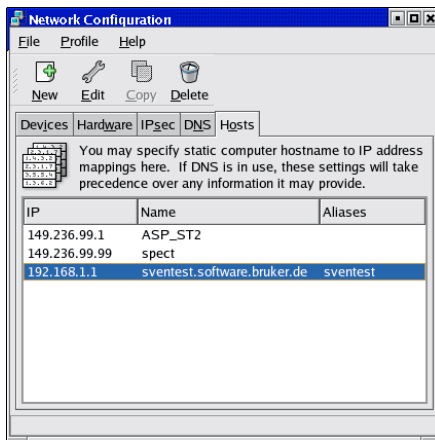 Network Configuration
File Profile Help
New Edit Copy Delete
Devices Hardware IPsec DNS Hosts
You may specify static computer hostname to IP address
mappings here. If DNS is in use, these settings will take
precedence over any information it may provide.
IP Name Aliases
149.236.99.1 ASP_ST2
149.236.99.99 spect
192.168.1.1 sventest.software.bruker.de sventest